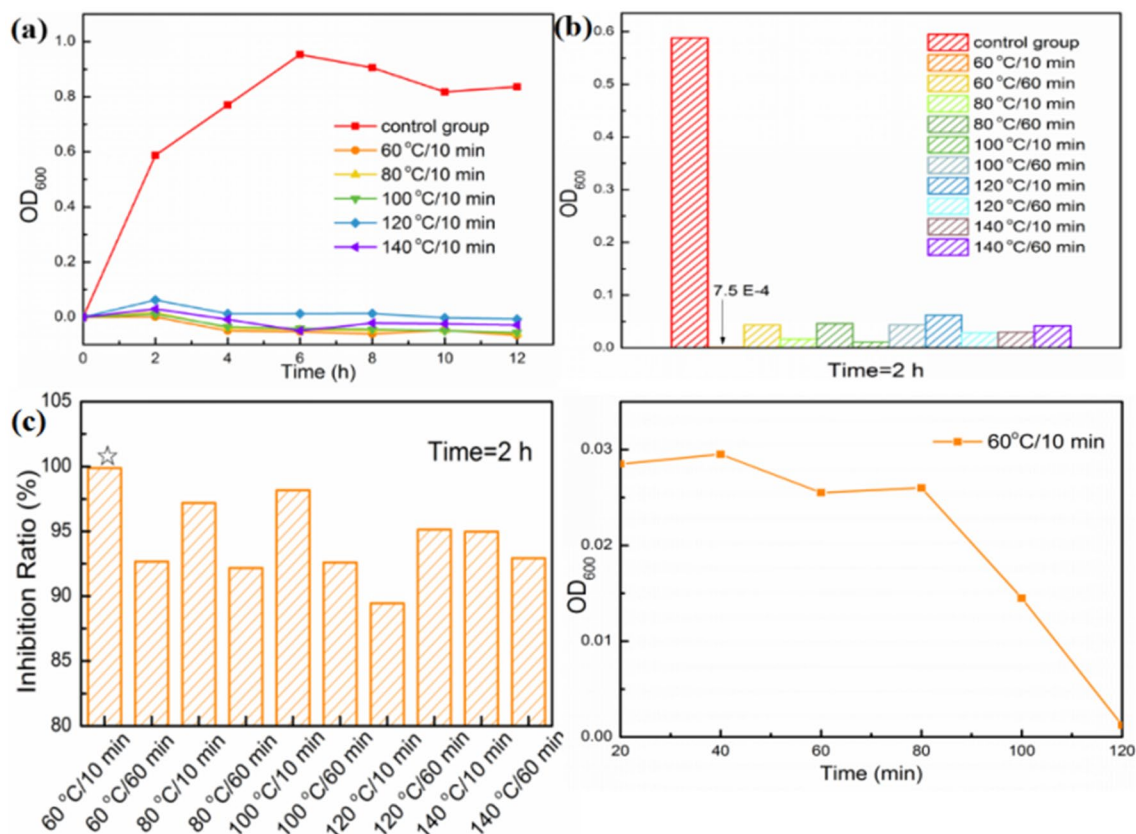 (a)
1.0
0.8
0.6
0.4
0.2
0.0
OD600
0 2 4 6 8 10 12
Time (h)
control group
60 °C/10 min
80 °C/10 min
100 °C/10 min
120 °C/10 min
140 °C/10 min
(b)
0.6
0.5
0.4
0.3
0.2
0.1
0.0
OD600
7.5 E-4
Time=2 h
control group
60 °C/10 min
60 °C/60 min
80 °C/10 min
80 °C/60 min
100 °C/10 min
100 °C/60 min
120 °C/10 min
120 °C/60 min
140 °C/10 min
140 °C/60 min
(c)
105
100
95
90
85
80
Inhibition Ratio (%)
Time=2 h
60 °C/10 min
60 °C/60 min
80 °C/10 min
80 °C/60 min
100 °C/10 min
100 °C/60 min
120 °C/10 min
120 °C/60 min
140 °C/10 min
140 °C/60 min
0.03
0.02
0.01
0.00
OD600
60°C/10 min
20 40 60 80 100 120
Time (min)